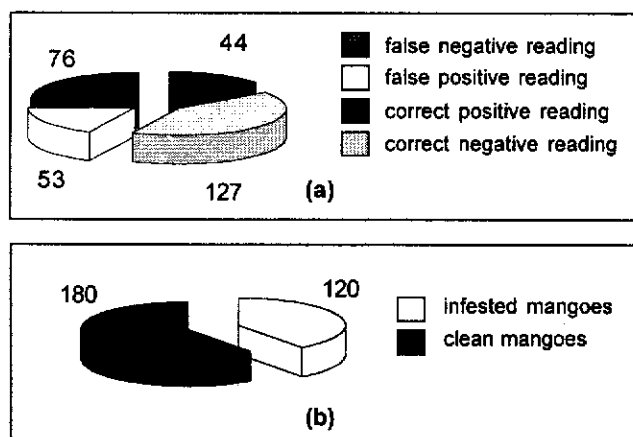 76
44
53
127
false negative reading
false positive reading
correct positive reading
correct negative reading
(a)
180
120
infested mangoes
clean mangoes
(b)